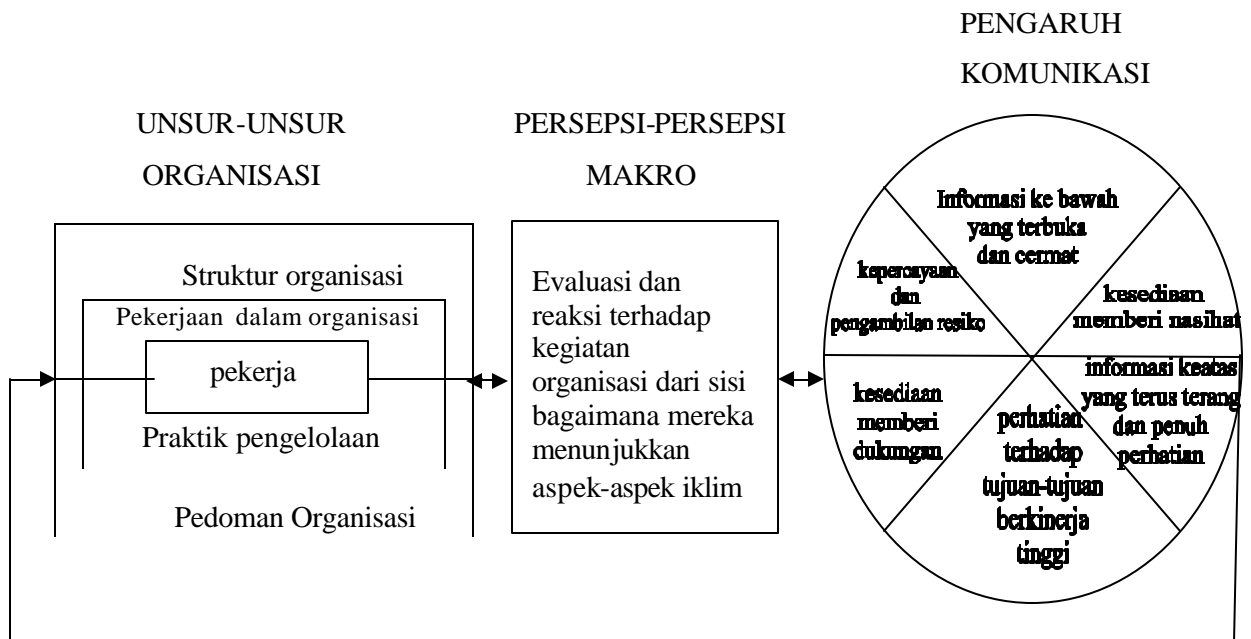 UNSUR-UNSUR
ORGANISASI
Struktur organisasi
Pekerjaan dalam organisasi
pekerja
Praktik pengelolaan
Pedoman Organisasi
PERSEPSI-PERSEPSI
MAKRO
Evaluasi dan
reaksi terhadap
kegiatan
organisasi dari sisi
bagaimana mereka
menunjukkan
aspek-aspek iklim
PENGARUH
KOMUNIKASI
Informasi ke bawah
yang terbuka
dan cermat
kepercayaan
dan
pengambilan resiko
kesediaan
memberi nasihat
kesediaan
memberi
dukungan
perhatian
terhadap
tujuan-tujuan
berkinerja
tinggi
informasi keatas
yang terus terang
dan penuh
perhatian